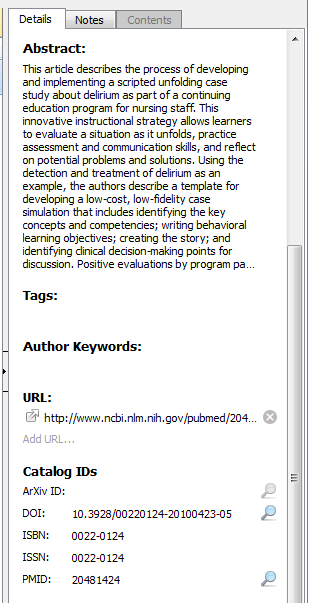 Details Notes Contents
Abstract:
This article describes the process of developing
and implementing a scripted unfolding case
study about delirium as part of a continuing
education program for nursing staff. This
innovative instructional strategy allows learners
to evaluate a situation as it unfolds, practice
assessment and communication skills, and reflect
on potential problems and solutions. Using the
detection and treatment of delirium as an
example, the authors describe a template for
developing a low-cost, low-fidelity case
simulation that includes identifying the key
concepts and competencies; writing behavioral
learning objectives; creating the story; and
identifying clinical decision-making points for
discussion. Positive evaluations by program pa...
Tags:
Author Keywords:
URL:
http://www.ncbi.nlm.nih.gov/pubmed/204...
Add URL...
Catalog IDs
ArXiv ID:
DOI: 10.3928/00220124-20100423-05
ISBN: 0022-0124
ISSN: 0022-0124
PMID: 20481424